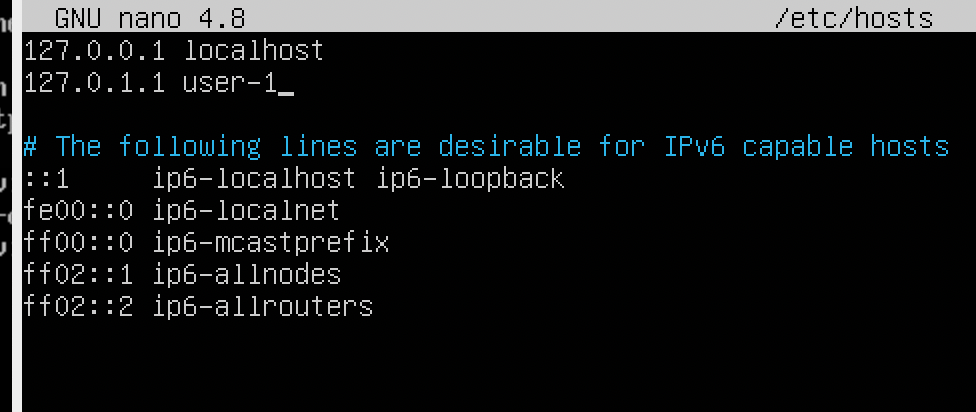 GNU nano 4.8 /etc/hosts
127.0.0.1 localhost
127.0.1.1 user-1_

# The following lines are desirable for IPv6 capable hosts
::1 ip6-localhost ip6-loopback
fe00::0 ip6-localnet
ff00::0 ip6-mcastprefix
ff02::1 ip6-allnodes
ff02::2 ip6-allrouters